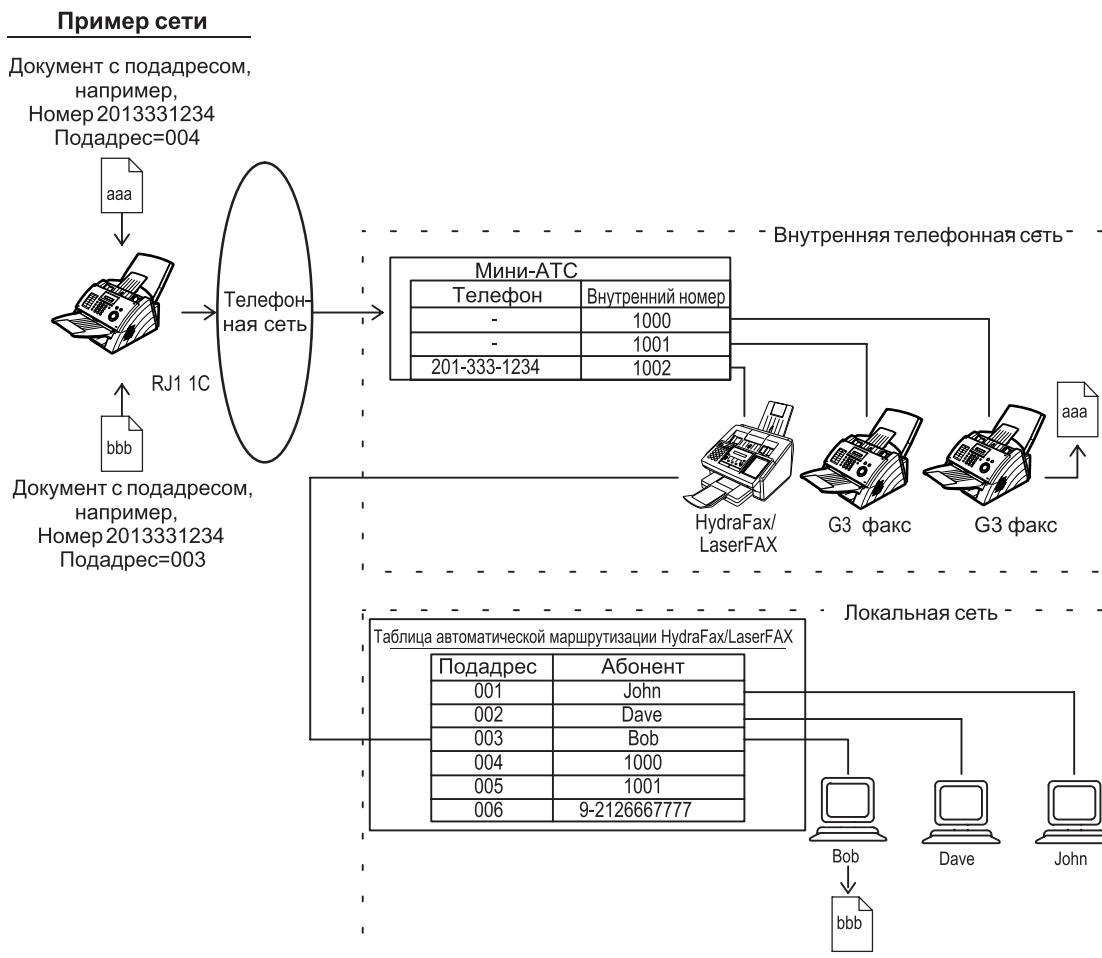 Пример сети
Документ с подадресом,
например,
Номер 2013331234
Подадрес=004
aaa
Телефон-
ная сеть
RJ1 1C
bbb
Документ с подадресом,
например,
Номер 2013331234
Подадрес=003
Внутренняя телефонная сеть
Мини-АТС
Телефон Внутренний номер
- 1000
- 1001
201-333-1234 1002
aaa
HydraFax/
LaserFAX
G3 факс
G3 факс
Локальная сеть
Таблица автоматической маршрутизации HydraFax/LaserFAX
Подадрес Абонент
001 John
002 Dave
003 Bob
004 1000
005 1001
006 9-2126667777
Bob
Dave
John
bbb